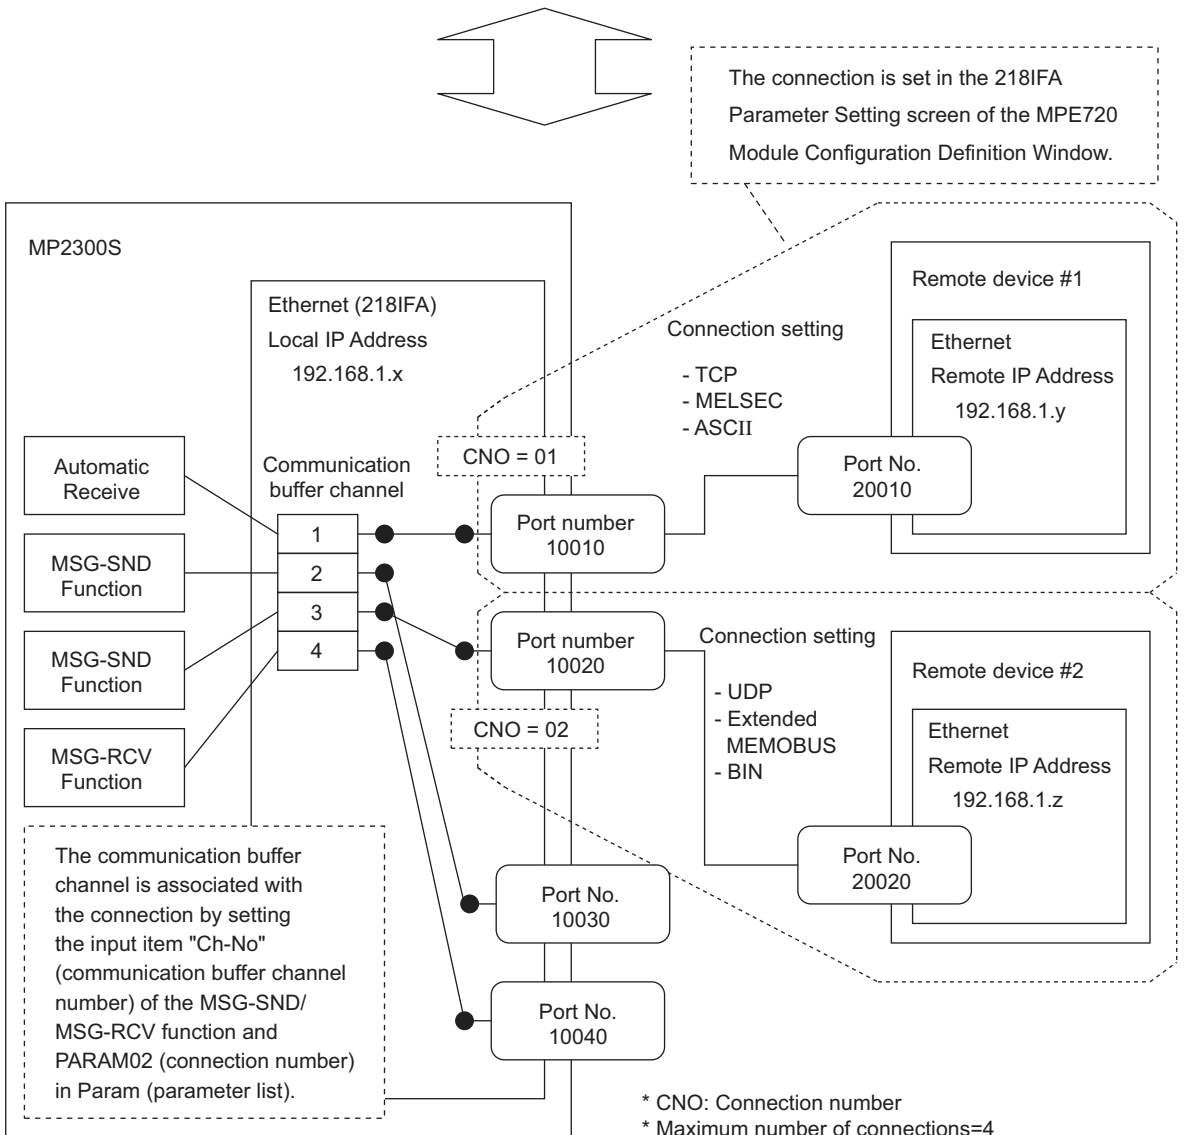 The connection is set in the 218IFA
Parameter Setting screen of the MPE720
Module Configuration Definition Window.
MP2300S
Ethernet (218IFA)
Local IP Address
192.168.1.x
Connection setting
- TCP
- MELSEC
- ASCII
Remote device #1
Ethernet
Remote IP Address
192.168.1.y
Port No.
20010
CNO = 01
Automatic
Receive
Communication
buffer channel
MSG-SND
Function
MSG-SND
Function
MSG-RCV
Function
1
2
3
4
Port number
10010
Port number
10020
CNO = 02
Connection setting
- UDP
- Extended
MEMOBUS
- BIN
Remote device #2
Ethernet
Remote IP Address
192.168.1.z
Port No.
20020
The communication buffer
channel is associated with
the connection by setting
the input item "Ch-No"
(communication buffer channel
number) of the MSG-SND/
MSG-RCV function and
PARAM02 (connection number)
in Param (parameter list).
Port No.
10030
Port No.
10040
* CNO: Connection number
* Maximum number of connections=4